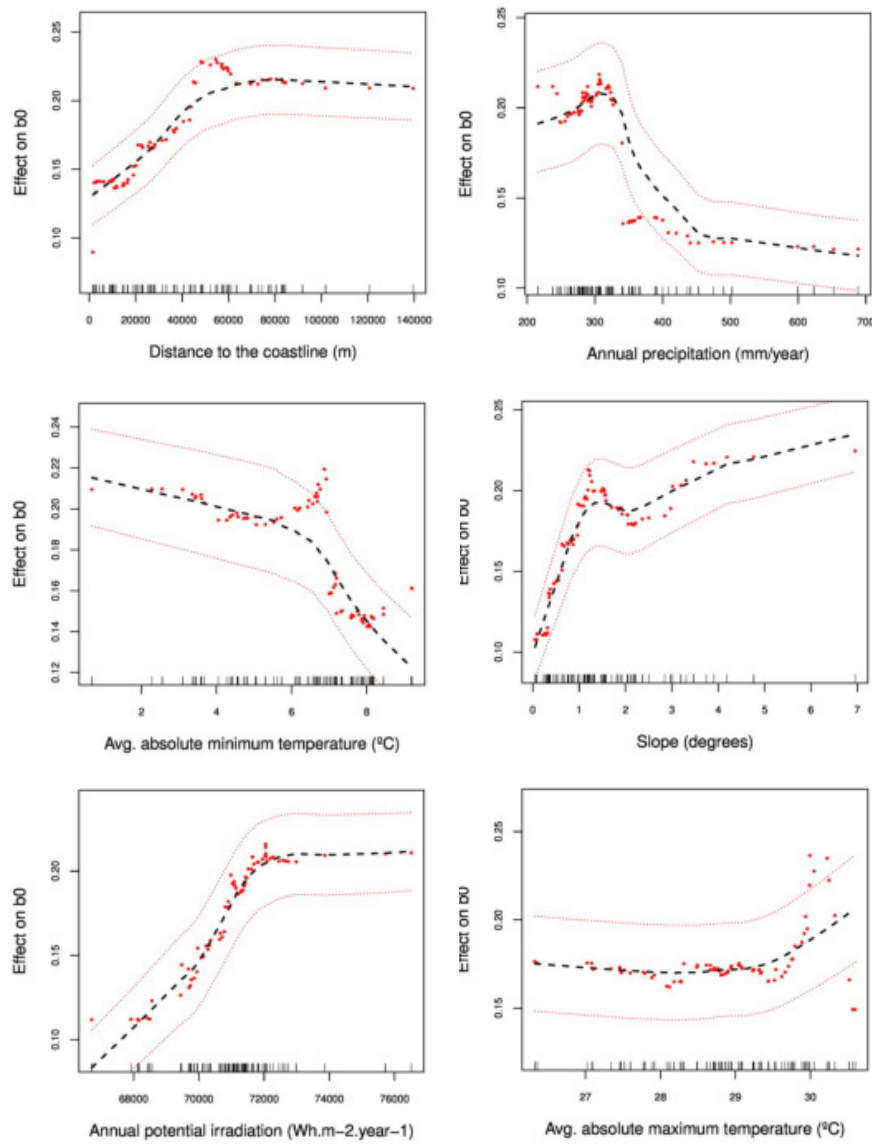 0.25
0.20
0.15
0.10
Effect on b0
0 20000 40000 60000 80000 100000 120000 140000
Distance to the coastline (m)
0.25
0.20
0.15
0.10
Effect on b0
200 300 400 500 600 700
Annual precipitation (mm/year)
0.24
0.22
0.20
0.18
0.16
0.14
0.12
Effect on b0
2 4 6 8
Avg. absolute minimum temperature (ºC)
0.25
0.20
0.15
0.10
Effect on b0
0 1 2 3 4 5 6 7
Slope (degrees)
0.20
0.15
0.10
Effect on b0
68000 70000 72000 74000 76000
Annual potential irradiation (Wh.m−2.year−1)
0.25
0.20
0.15
Effect on b0
27 28 29 30
Avg. absolute maximum temperature (ºC)